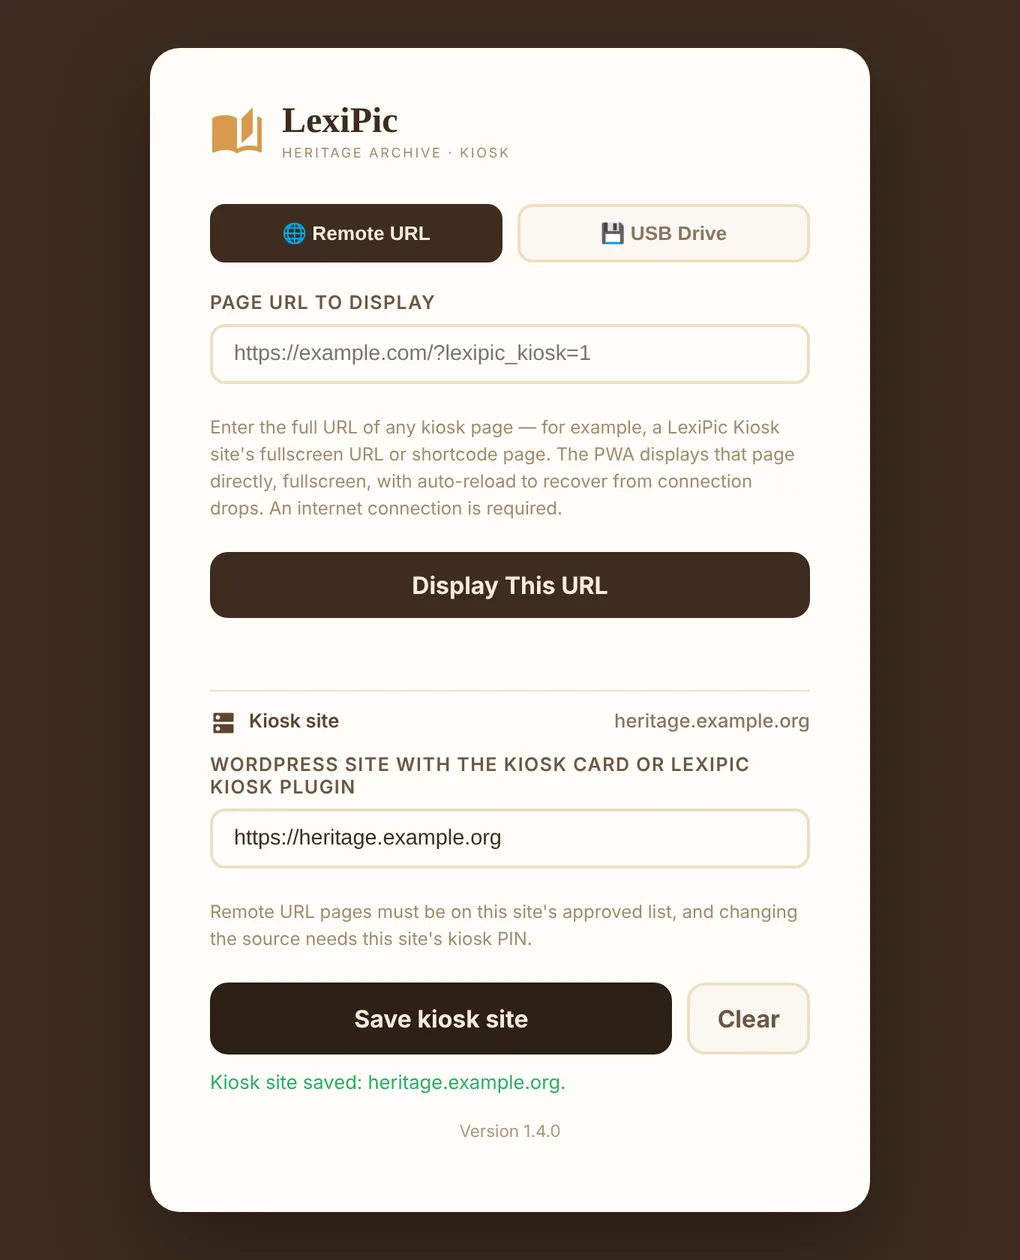 LexiPic
HERITAGE ARCHIVE · KIOSK
🌐 Remote URL
💾 USB Drive
PAGE URL TO DISPLAY
https://example.com/?lexipic_kiosk=1
Enter the full URL of any kiosk page — for example, a LexiPic Kiosk
site's fullscreen URL or shortcode page. The PWA displays that page
directly, fullscreen, with auto-reload to recover from connection
drops. An internet connection is required.
Display This URL
Kiosk site
heritage.example.org
WORDPRESS SITE WITH THE KIOSK CARD OR LEXIPIC
KIOSK PLUGIN
https://heritage.example.org
Remote URL pages must be on this site's approved list, and changing
the source needs this site's kiosk PIN.
Save kiosk site
Clear
Kiosk site saved: heritage.example.org.
Version 1.4.0